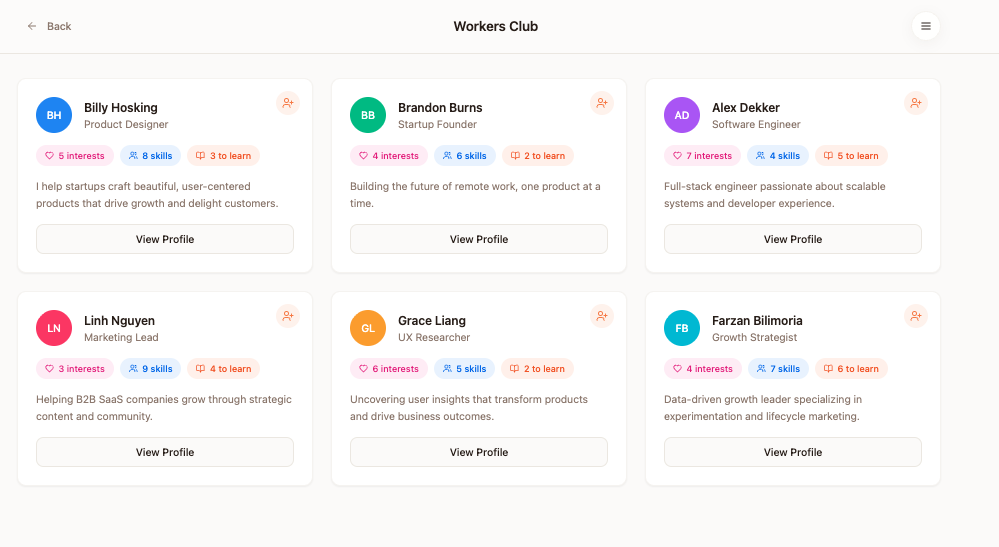 Back
Workers Club
BH
Billy Hosking
Product Designer
5 interests
8 skills
3 to learn
I help startups craft beautiful, user-centered
products that drive growth and delight customers.
View Profile
BB
Brandon Burns
Startup Founder
4 interests
6 skills
2 to learn
Building the future of remote work, one product at a
time.
View Profile
AD
Alex Dekker
Software Engineer
7 interests
4 skills
5 to learn
Full-stack engineer passionate about scalable
systems and developer experience.
View Profile
LN
Linh Nguyen
Marketing Lead
3 interests
9 skills
4 to learn
Helping B2B SaaS companies grow through strategic
content and community.
View Profile
GL
Grace Liang
UX Researcher
6 interests
5 skills
2 to learn
Uncovering user insights that transform products
and drive business outcomes.
View Profile
FB
Farzan Bilimoria
Growth Strategist
4 interests
7 skills
6 to learn
Data-driven growth leader specializing in
experimentation and lifecycle marketing.
View Profile